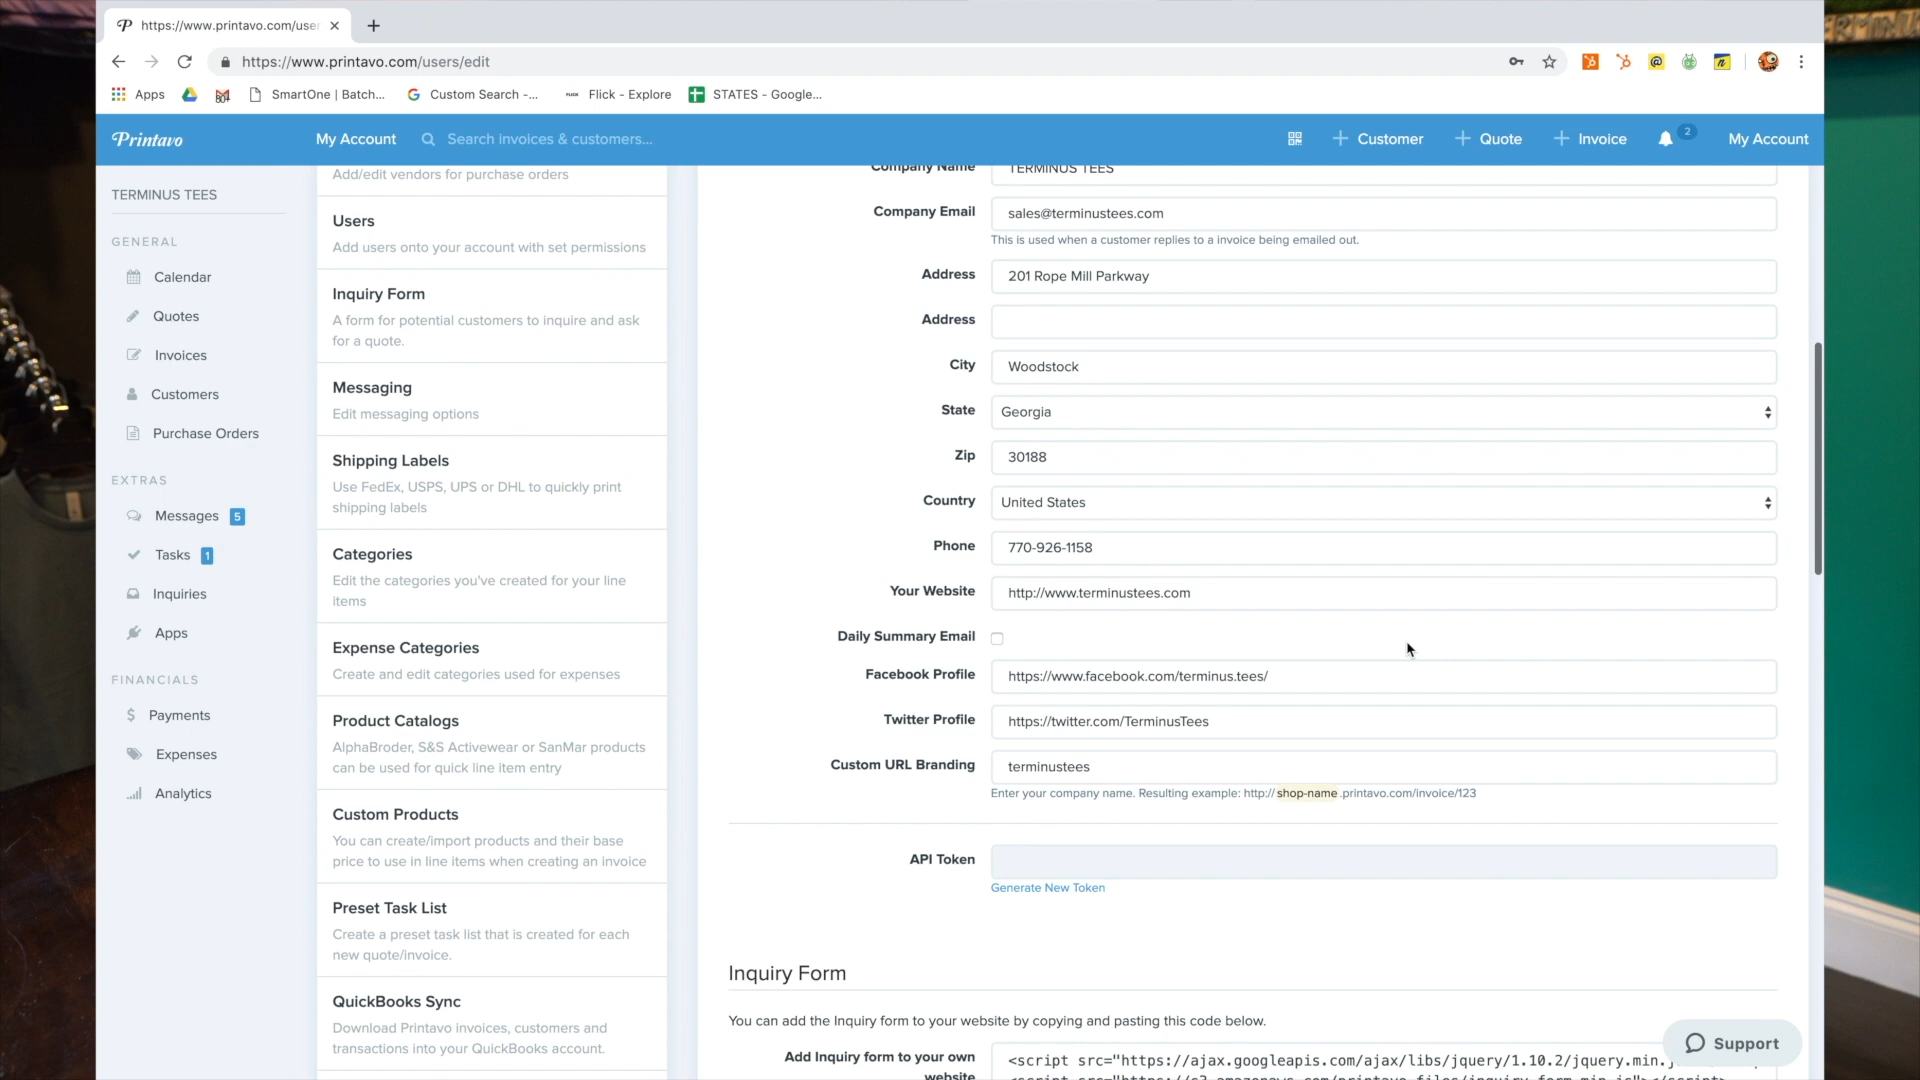 https://www.printavo.com/user
https://www.printavo.com/users/edit
Apps
SmartOne | Batch...
Custom Search -...
Flick - Explore
STATES - Google...
Printavo
My Account
Search invoices & customers...
Customer
Quote
Invoice
2
My Account
TERMINUS TEES
GENERAL
Calendar
Quotes
Invoices
Customers
Purchase Orders
EXTRAS
Messages 5
Tasks 1
Inquiries
Apps
FINANCIALS
Payments
Expenses
Analytics
Add/edit vendors for purchase orders
Users
Add users onto your account with set permissions
Inquiry Form
A form for potential customers to inquire and ask
for a quote.
Messaging
Edit messaging options
Shipping Labels
Use FedEx, USPS, UPS or DHL to quickly print
shipping labels
Categories
Edit the categories you've created for your line
items
Expense Categories
Create and edit categories used for expenses
Product Catalogs
AlphaBroder, S&S Activewear or SanMar products
can be used for quick line item entry
Custom Products
You can create/import products and their base
price to use in line items when creating an invoice
Preset Task List
Create a preset task list that is created for each
new quote/invoice.
QuickBooks Sync
Download Printavo invoices, customers and
transactions into your QuickBooks account.
Company Name TERMINUS TEES
Company Email sales@terminustees.com
This is used when a customer replies to a invoice being emailed out.
Address 201 Rope Mill Parkway
Address
City Woodstock
State Georgia
Zip 30188
Country United States
Phone 770-926-1158
Your Website http://www.terminustees.com
Daily Summary Email
Facebook Profile https://www.facebook.com/terminus.tees/
Twitter Profile https://twitter.com/TerminusTees
Custom URL Branding terminustees
Enter your company name. Resulting example: http:// shop-name .printavo.com/invoice/123
API Token
Generate New Token
Inquiry Form
You can add the Inquiry form to your website by copying and pasting this code below.
Add Inquiry form to your own
website
<script src="https://ajax.googleapis.com/ajax/libs/jquery/1.10.2/jquery.min.j
Support